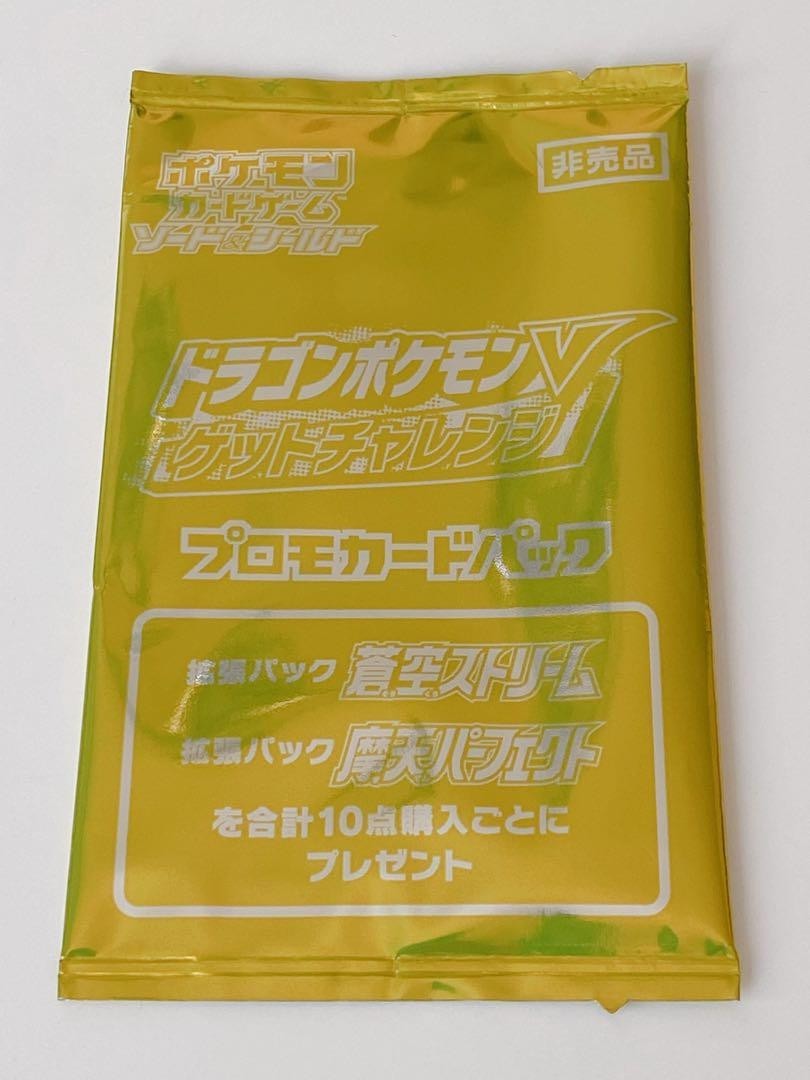 非売品
ポケモン
カードゲーム
ソード&シールド
ドラゴンポケモンV
ゲットチャレンジ
プロモカードパック
拡張パック 蒼空ストリーム
拡張パック 摩天パーフェクト
を合計10点購入ごとに
プレゼント